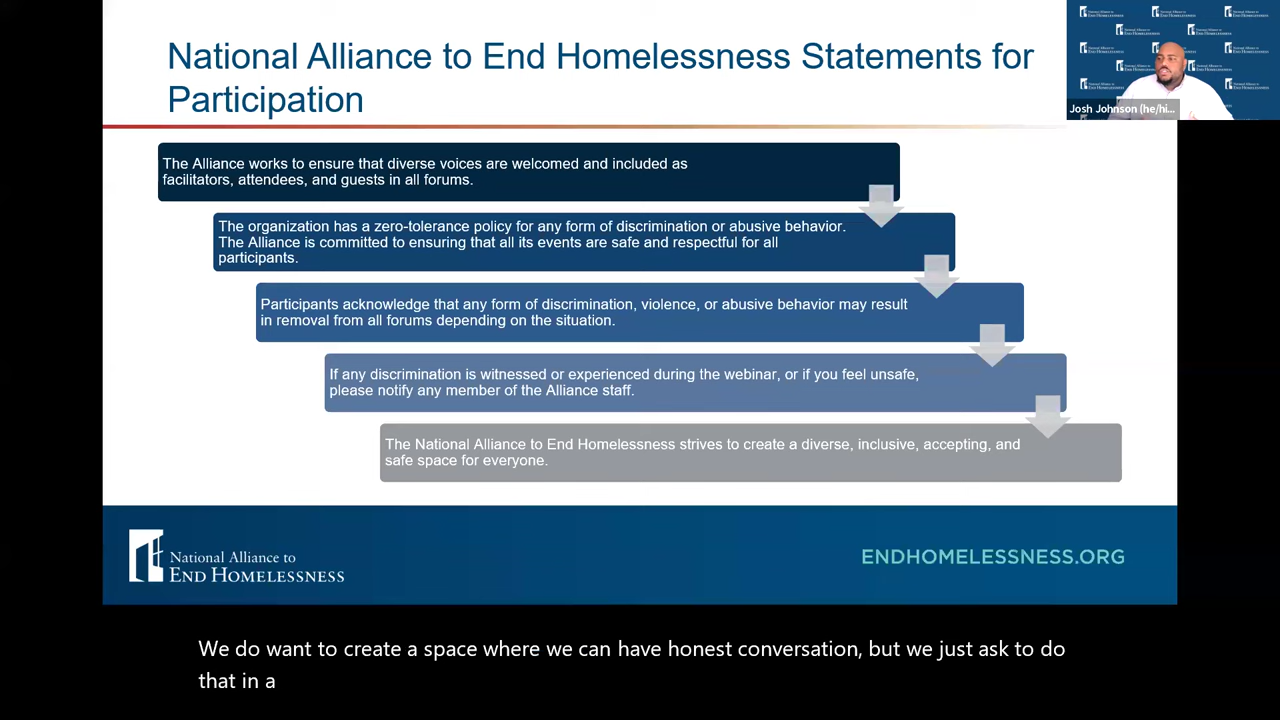 National Alliance to End Homelessness Statements for
Participation
Josh Johnson (he/hi...
The Alliance works to ensure that diverse voices are welcomed and included as
facilitators, attendees, and guests in all forums.
The organization has a zero-tolerance policy for any form of discrimination or abusive behavior.
The Alliance is committed to ensuring that all its events are safe and respectful for all
participants.
Participants acknowledge that any form of discrimination, violence, or abusive behavior may result
in removal from all forums depending on the situation.
If any discrimination is witnessed or experienced during the webinar, or if you feel unsafe,
please notify any member of the Alliance staff.
The National Alliance to End Homelessness strives to create a diverse, inclusive, accepting, and
safe space for everyone.
National Alliance to
END HOMELESSNESS
ENDHOMELESSNESS.ORG
We do want to create a space where we can have honest conversation, but we just ask to do
that in a